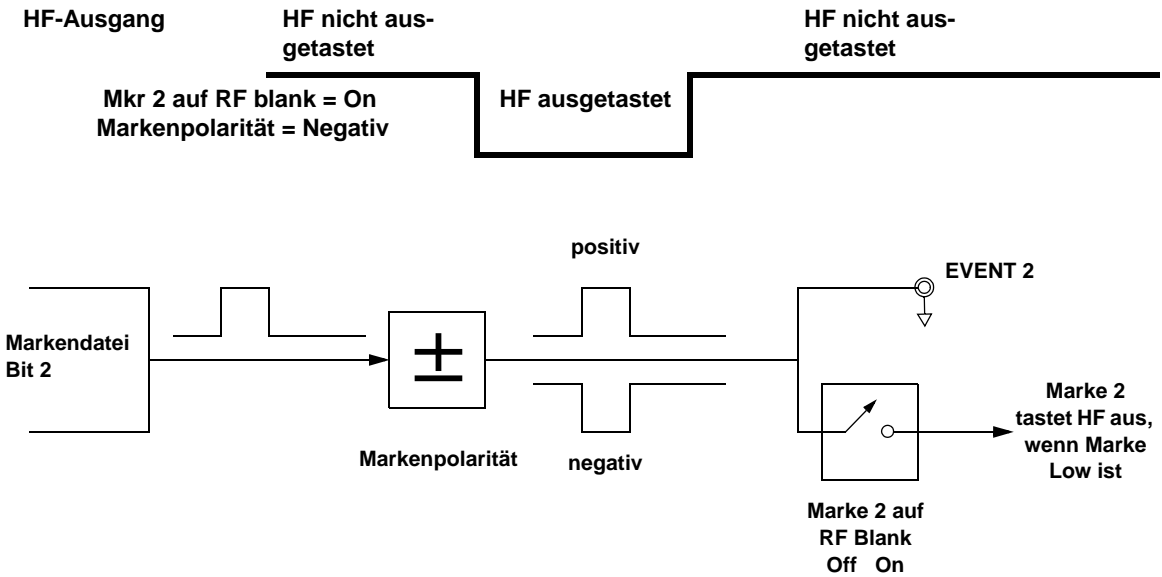 HF-Ausgang
HF nicht aus-
getastet
HF nicht aus-
getastet
Mkr 2 auf RF blank = On
Markenpolarität = Negativ
HF ausgetastet
positiv
EVENT 2
Markendatei
Bit 2
±
Markenpolarität
negativ
Marke 2
tastet HF aus,
wenn Marke
Low ist
Marke 2 auf
RF Blank
Off On